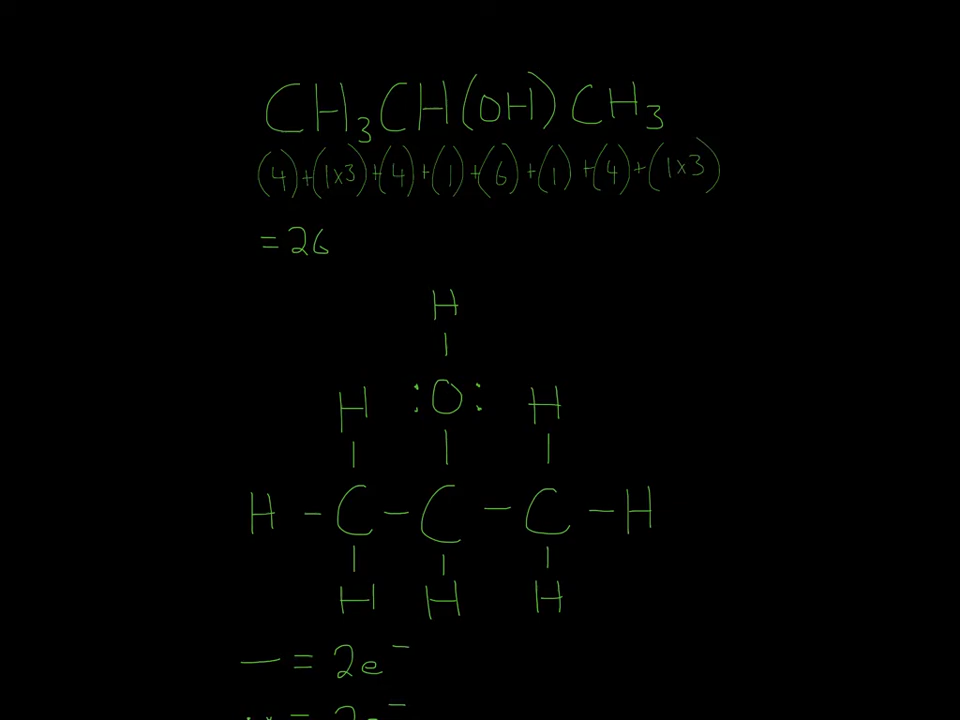 CH₃CH(OH)CH₃
(4)+(1x3)+(4)+(1)+(6)+(1)+(4)+(1x3)
=26
H
|
H :O: H
| | |
H - C - C - C - H
| | |
H H H
— = 2e⁻